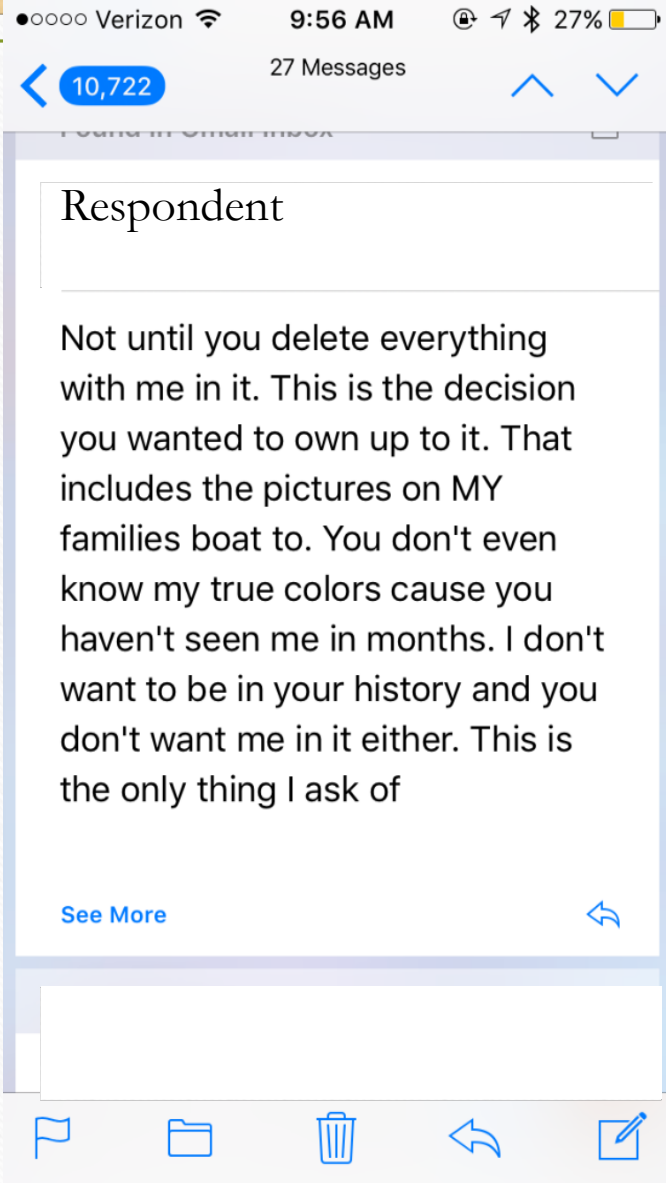 Verizon 9:56 AM 27%
10,722 27 Messages
Found in Gmail Inbox
Respondent
Not until you delete everything
with me in it. This is the decision
you wanted to own up to it. That
includes the pictures on MY
families boat to. You don't even
know my true colors cause you
haven't seen me in months. I don't
want to be in your history and you
don't want me in it either. This is
the only thing I ask of
See More